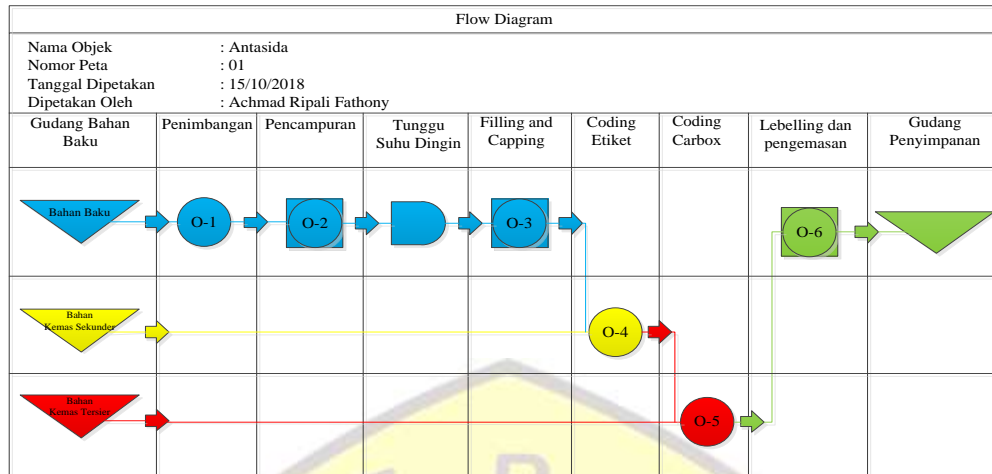 Flow Diagram
Nama Objek : Antasida
Nomor Peta : 01
Tanggal Dipetakan : 15/10/2018
Dipetakan Oleh : Achmad Ripali Fathony
Gudang Bahan
Baku
Penimbangan
Pencampuran
Tunggu
Suhu Dingin
Filling and
Capping
Coding
Etiket
Coding
Carbox
Lebelling dan
pengemasan
Gudang
Penyimpanan
Bahan Baku
O-1
O-2
O-3
O-6
Bahan
Kemas Sekunder
O-4
Bahan
Kemas Tersier
O-5